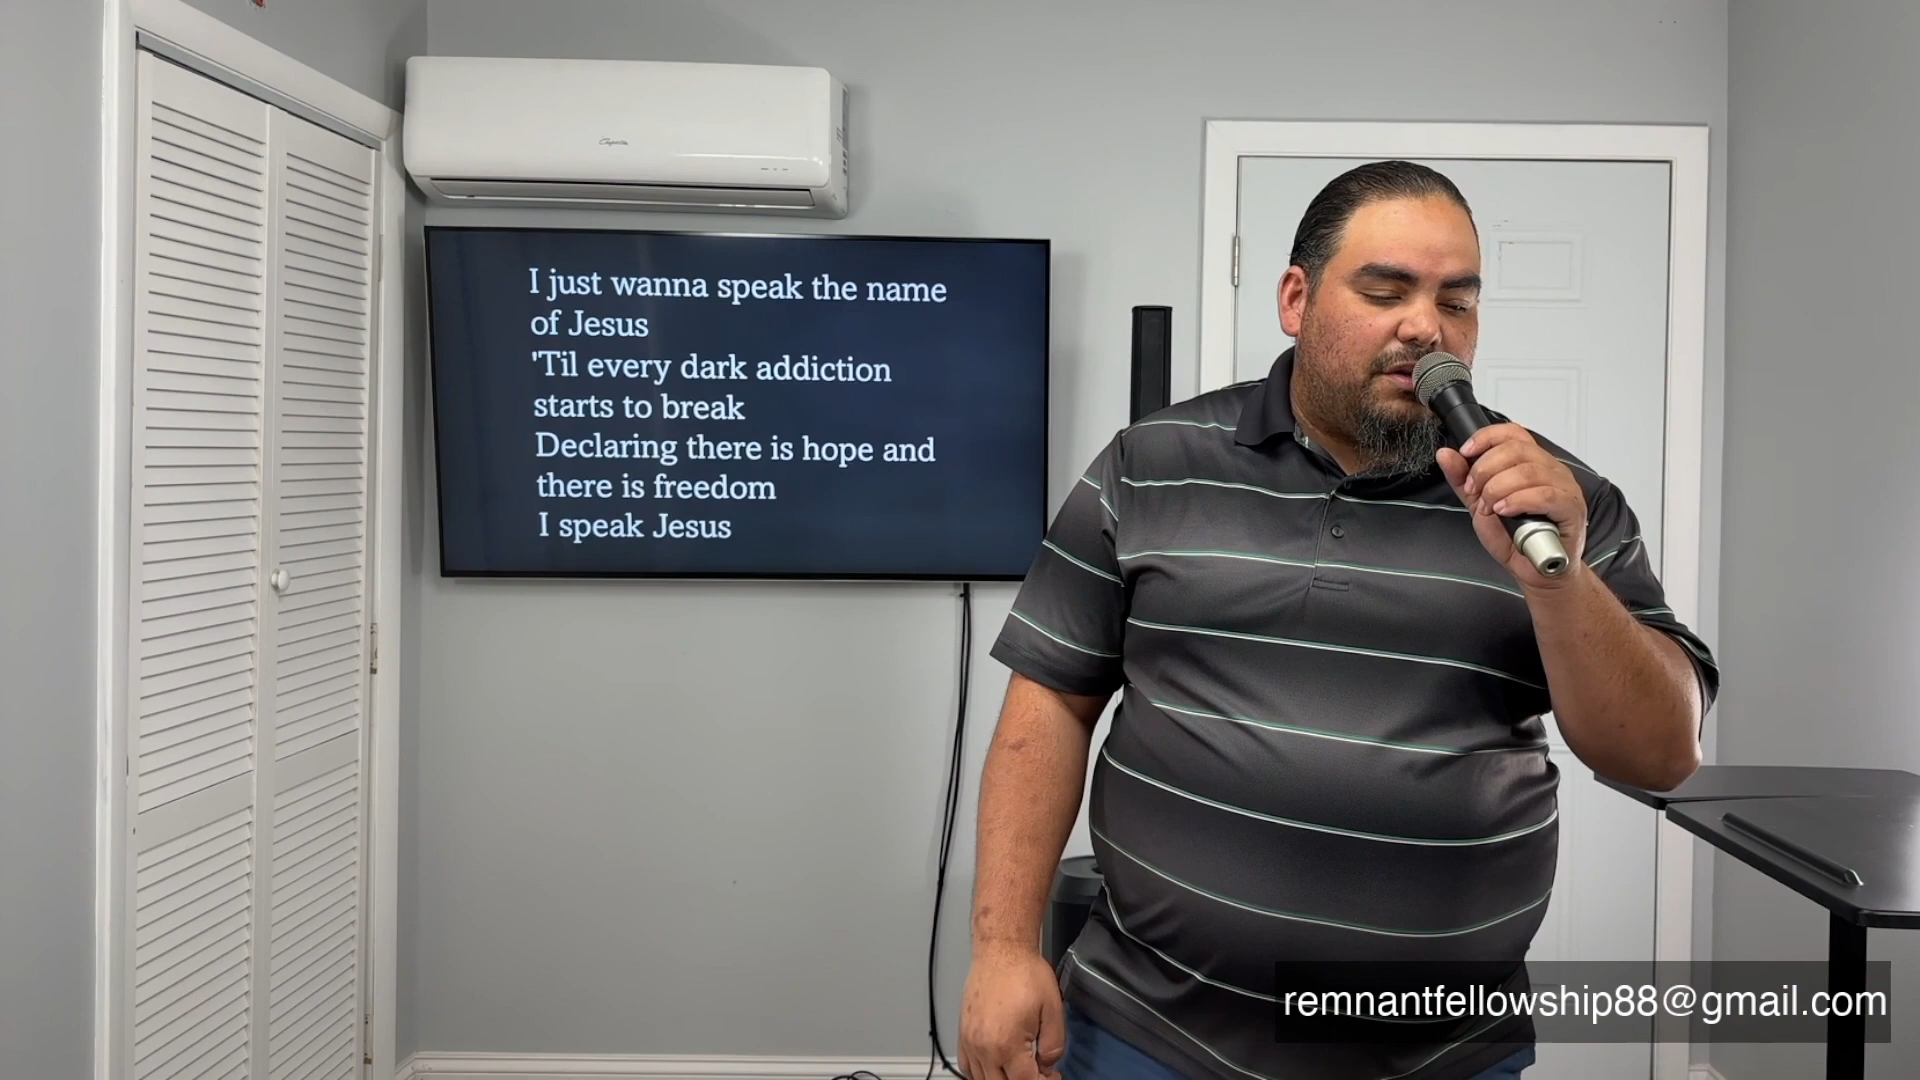 I just wanna speak the name
of Jesus
'Til every dark addiction
starts to break
Declaring there is hope and
there is freedom
I speak Jesus
remnantfellowship88@gmail.com